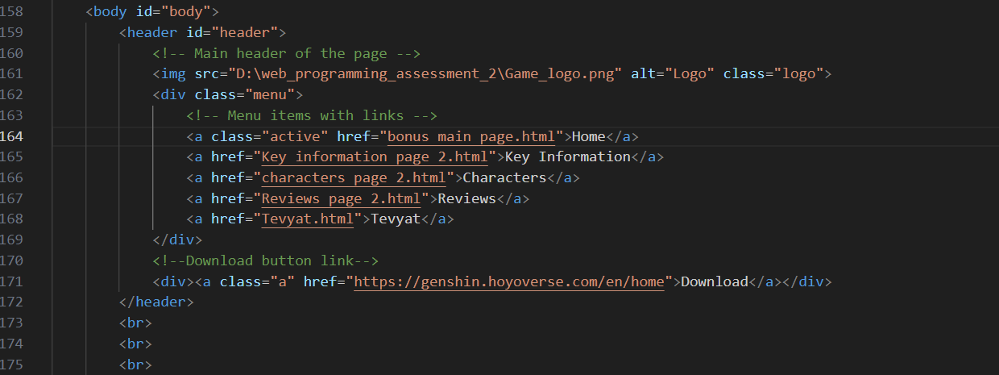 158 <body id="body">
159 <header id="header">
160 <!-- Main header of the page -->
161 <img src="D:\web_programming_assessment_2\Game_logo.png" alt="Logo" class="logo">
162 <div class="menu">
163 <!-- Menu items with links -->
164 <a class="active" href="bonus main page.html">Home</a>
165 <a href="Key information page 2.html">Key Information</a>
166 <a href="characters page 2.html">Characters</a>
167 <a href="Reviews page 2.html">Reviews</a>
168 <a href="Tevyat.html">Tevyat</a>
169 </div>
170 <!--Download button link-->
171 <div><a class="a" href="https://genshin.hoyoverse.com/en/home">Download</a></div>
172 </header>
173 <br>
174 <br>
175 <br>